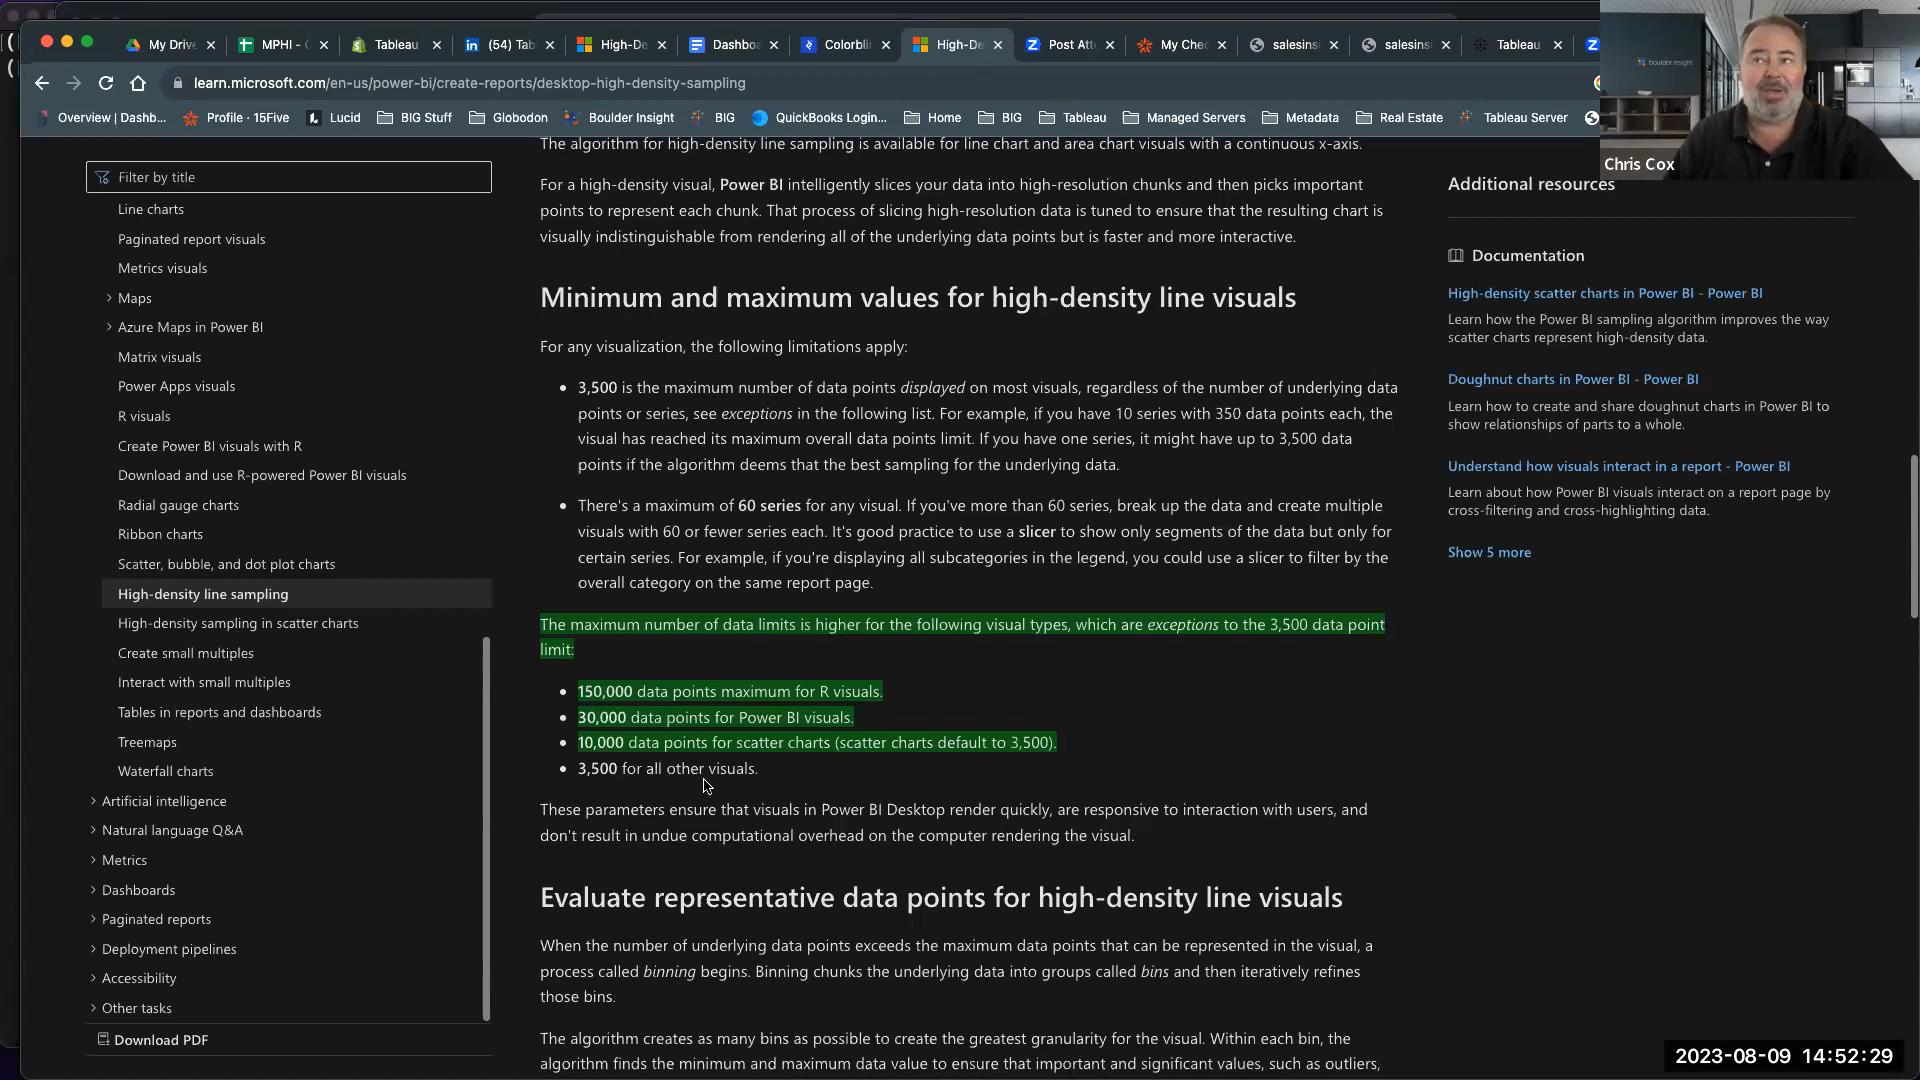 My Drive
MPHI - 
Tableau
(54) Tab
High-De
Dashboa
Colorblin
High-De
Post Att
My Chec
salesinsi
salesinsi
Tableau
learn.microsoft.com/en-us/power-bi/create-reports/desktop-high-density-sampling
Overview | Dashb...
Profile · 15Five
Lucid
BIG Stuff
Globodon
Boulder Insight
BIG
QuickBooks Online...
Home
BIG
Tableau
Managed Servers
Metadata
Real Estate
Tableau Server
boulder insight
Chris Cox
Filter by title
Line charts
Paginated report visuals
Metrics visuals
Maps
Azure Maps in Power BI
Matrix visuals
Power Apps visuals
R visuals
Create Power BI visuals with R
Download and use R-powered Power BI visuals
Radial gauge charts
Ribbon charts
Scatter, bubble, and dot plot charts
High-density line sampling
High-density sampling in scatter charts
Create small multiples
Interact with small multiples
Tables in reports and dashboards
Treemaps
Waterfall charts
Artificial intelligence
Natural language Q&A
Metrics
Dashboards
Paginated reports
Deployment pipelines
Accessibility
Other tasks
Download PDF
The algorithm for high-density line sampling is available for line chart and area chart visuals with a continuous x-axis.
For a high-density visual, Power BI intelligently slices your data into high-resolution chunks and then picks important
points to represent each chunk. That process of slicing high-resolution data is tuned to ensure that the resulting chart is
visually indistinguishable from rendering all of the underlying data points but is faster and more interactive.
Minimum and maximum values for high-density line visuals
For any visualization, the following limitations apply:
• 3,500 is the maximum number of data points displayed on most visuals, regardless of the number of underlying data
points or series, see exceptions in the following list. For example, if you have 10 series with 350 data points each, the
visual has reached its maximum overall data points limit. If you have one series, it might have up to 3,500 data
points if the algorithm deems that the best sampling for the underlying data.
• There's a maximum of 60 series for any visual. If you've more than 60 series, break up the data and create multiple
visuals with 60 or fewer series each. It's good practice to use a slicer to show only segments of the data but only for
certain series. For example, if you're displaying all subcategories in the legend, you could use a slicer to filter by the
overall category on the same report page.
The maximum number of data limits is higher for the following visual types, which are exceptions to the 3,500 data point
limit:
• 150,000 data points maximum for R visuals.
• 30,000 data points for Power BI visuals.
• 10,000 data points for scatter charts (scatter charts default to 3,500).
• 3,500 for all other visuals.
These parameters ensure that visuals in Power BI Desktop render quickly, are responsive to interaction with users, and
don't result in undue computational overhead on the computer rendering the visual.
Evaluate representative data points for high-density line visuals
When the number of underlying data points exceeds the maximum data points that can be represented in the visual, a
process called binning begins. Binning chunks the underlying data into groups called bins and then iteratively refines
those bins.
The algorithm creates as many bins as possible to create the greatest granularity for the visual. Within each bin, the
algorithm finds the minimum and maximum data value to ensure that important and significant values, such as outliers,
Additional resources
Documentation
High-density scatter charts in Power BI - Power BI
Learn how the Power BI sampling algorithm improves the way
scatter charts represent high-density data.
Doughnut charts in Power BI - Power BI
Learn how to create and share doughnut charts in Power BI to
show relationships of parts to a whole.
Understand how visuals interact in a report - Power BI
Learn about how Power BI visuals interact on a report page by
cross-filtering and cross-highlighting data.
Show 5 more
2023-08-09 14:52:29